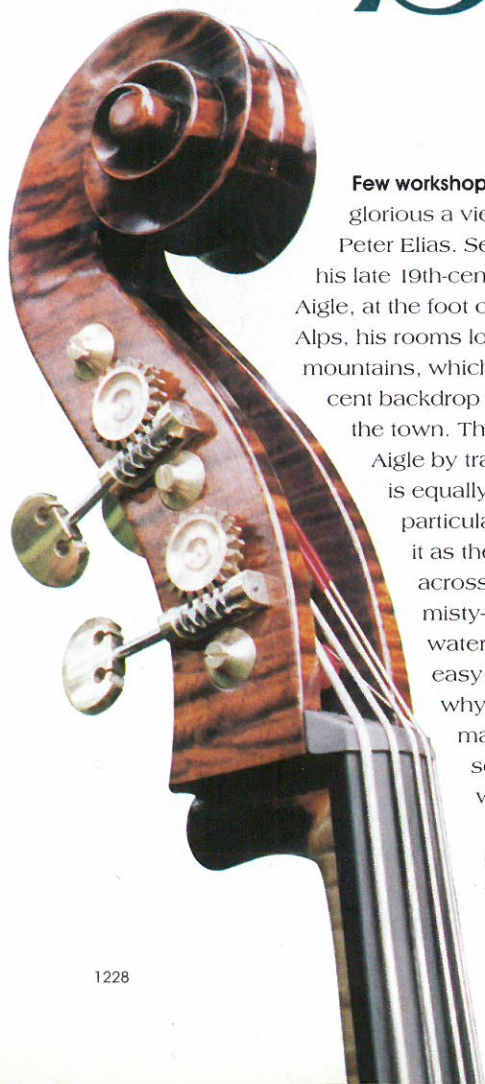 Few workshop
glorious a vie
Peter Elias. Se
his late 19th-cen
Aigle, at the foot o
Alps, his rooms lo
mountains, which
cent backdrop
the town. Th
Aigle by tra
is equally
particula
it as the
across
misty-
water
easy
why
ma
so
v
1228